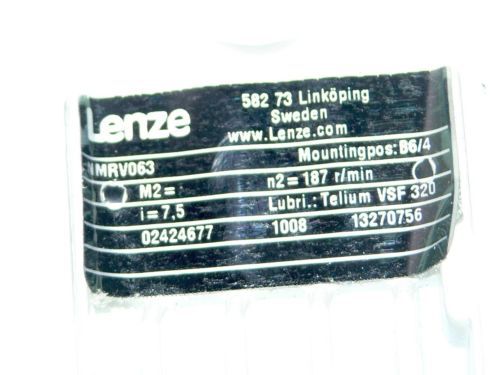 Lenze
582 73 Linköping
Sweden
www.Lenze.com
NMRV063 Mountingpos: B6/4
M2= n2= 187 r/min
i= 7.5 Lubri.: Telium VSF 320
02424677 1008 13270756